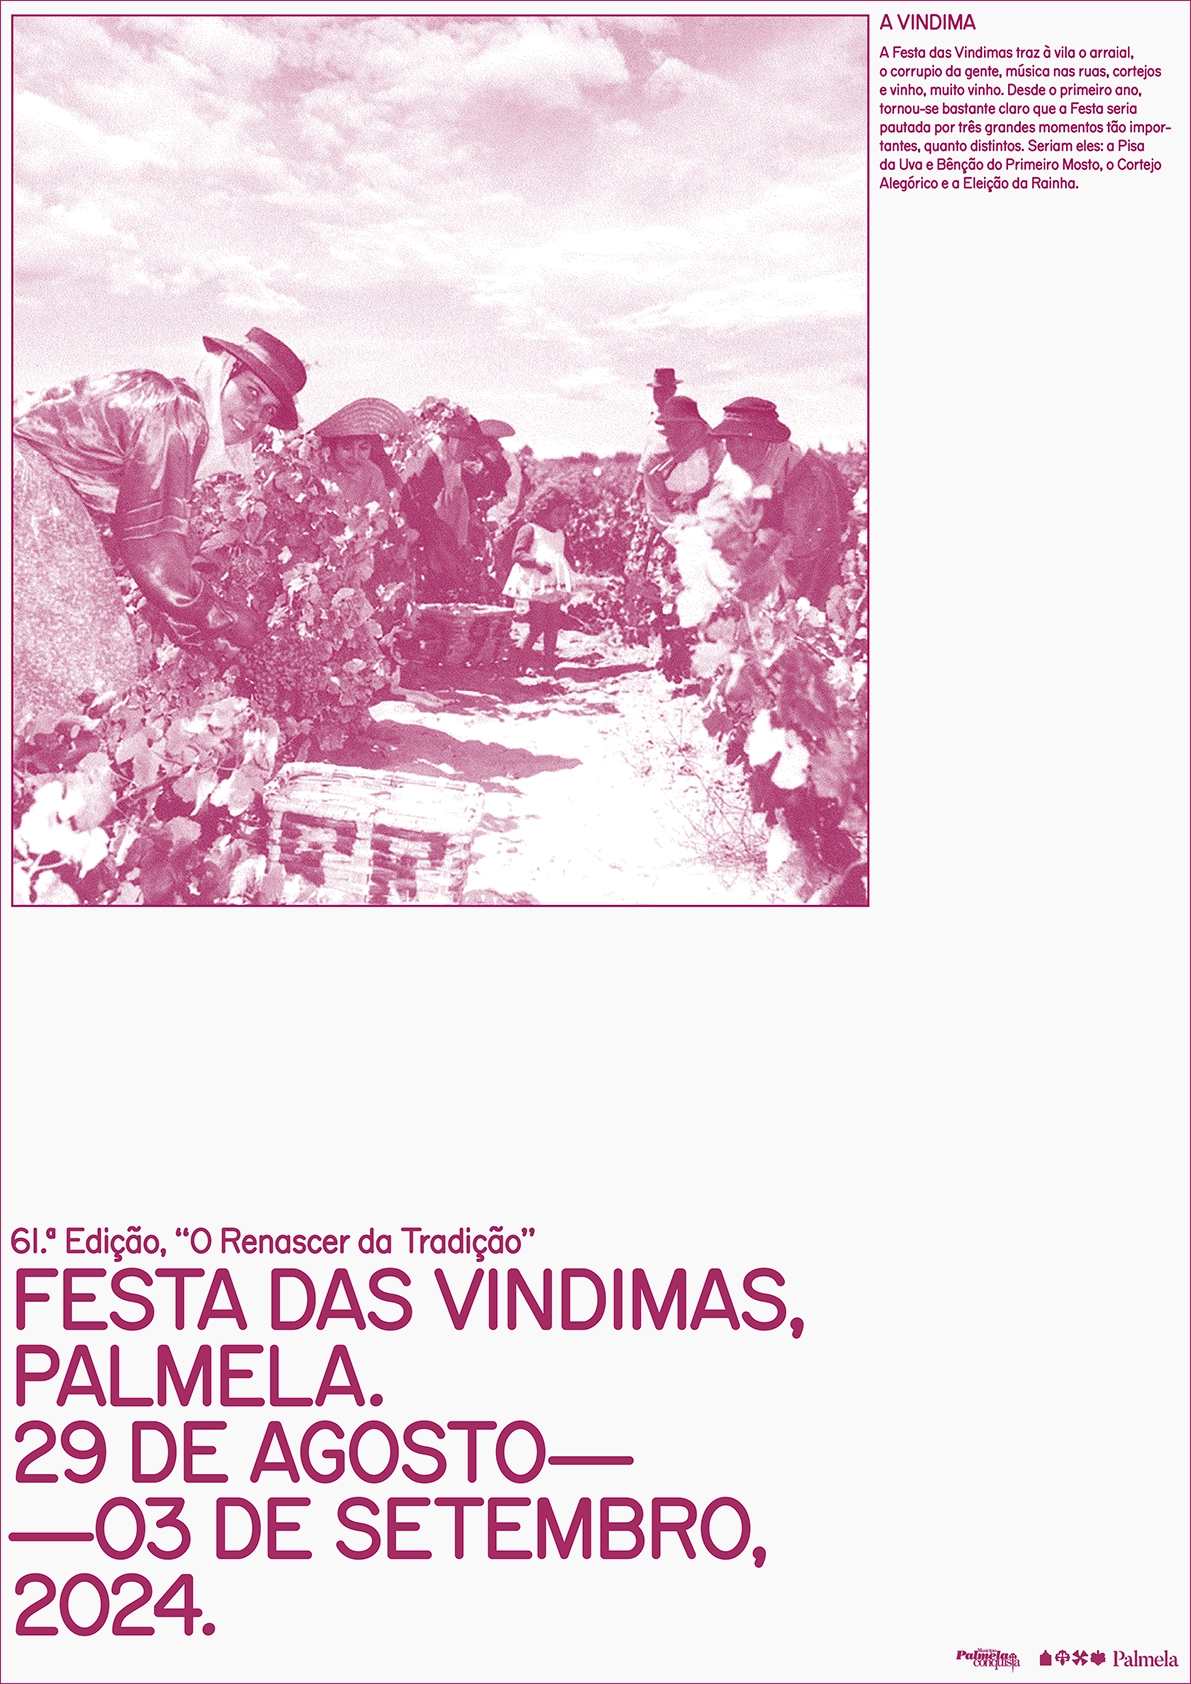 A VINDIMA
A Festa das Vindimas traz à vila o arraial,
o corrupio da gente, música nas ruas, cortejos
e vinho, muito vinho. Desde o primeiro ano,
tornou-se bastante claro que a Festa seria
pautada por três grandes momentos tão impor-
tantes, quanto distintos. Seriam eles: a Pisa
da Uva e Bênção do Primeiro Mosto, o Cortejo
Alegórico e a Eleição da Rainha.
61.ª Edição, “O Renascer da Tradição”
FESTA DAS VINDIMAS,
PALMELA.
29 DE AGOSTO—
—03 DE SETEMBRO,
2024.
Palmela conquista
Palmela